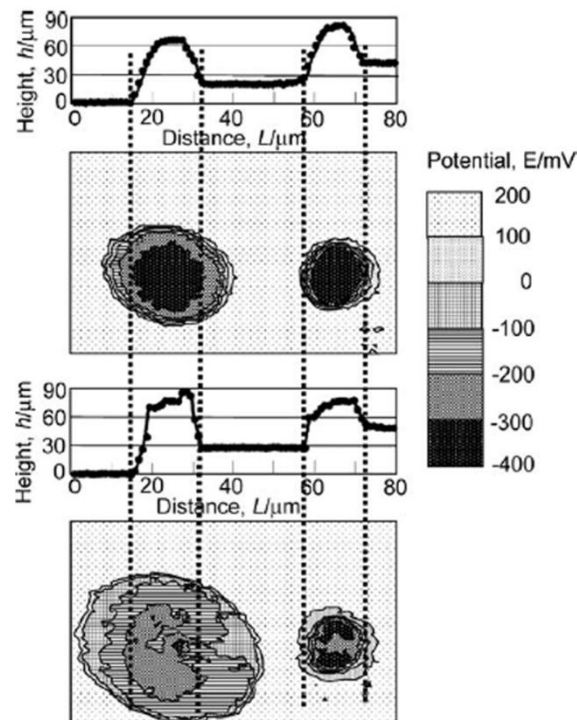 Height, h/μm
90
60
30
0
0 20 40 60 80
Distance, L/μm
Potential, E/mV
200
100
0
-100
-200
-300
-400
Height, h/μm
90
60
30
0
0 20 40 60 80
Distance, L/μm